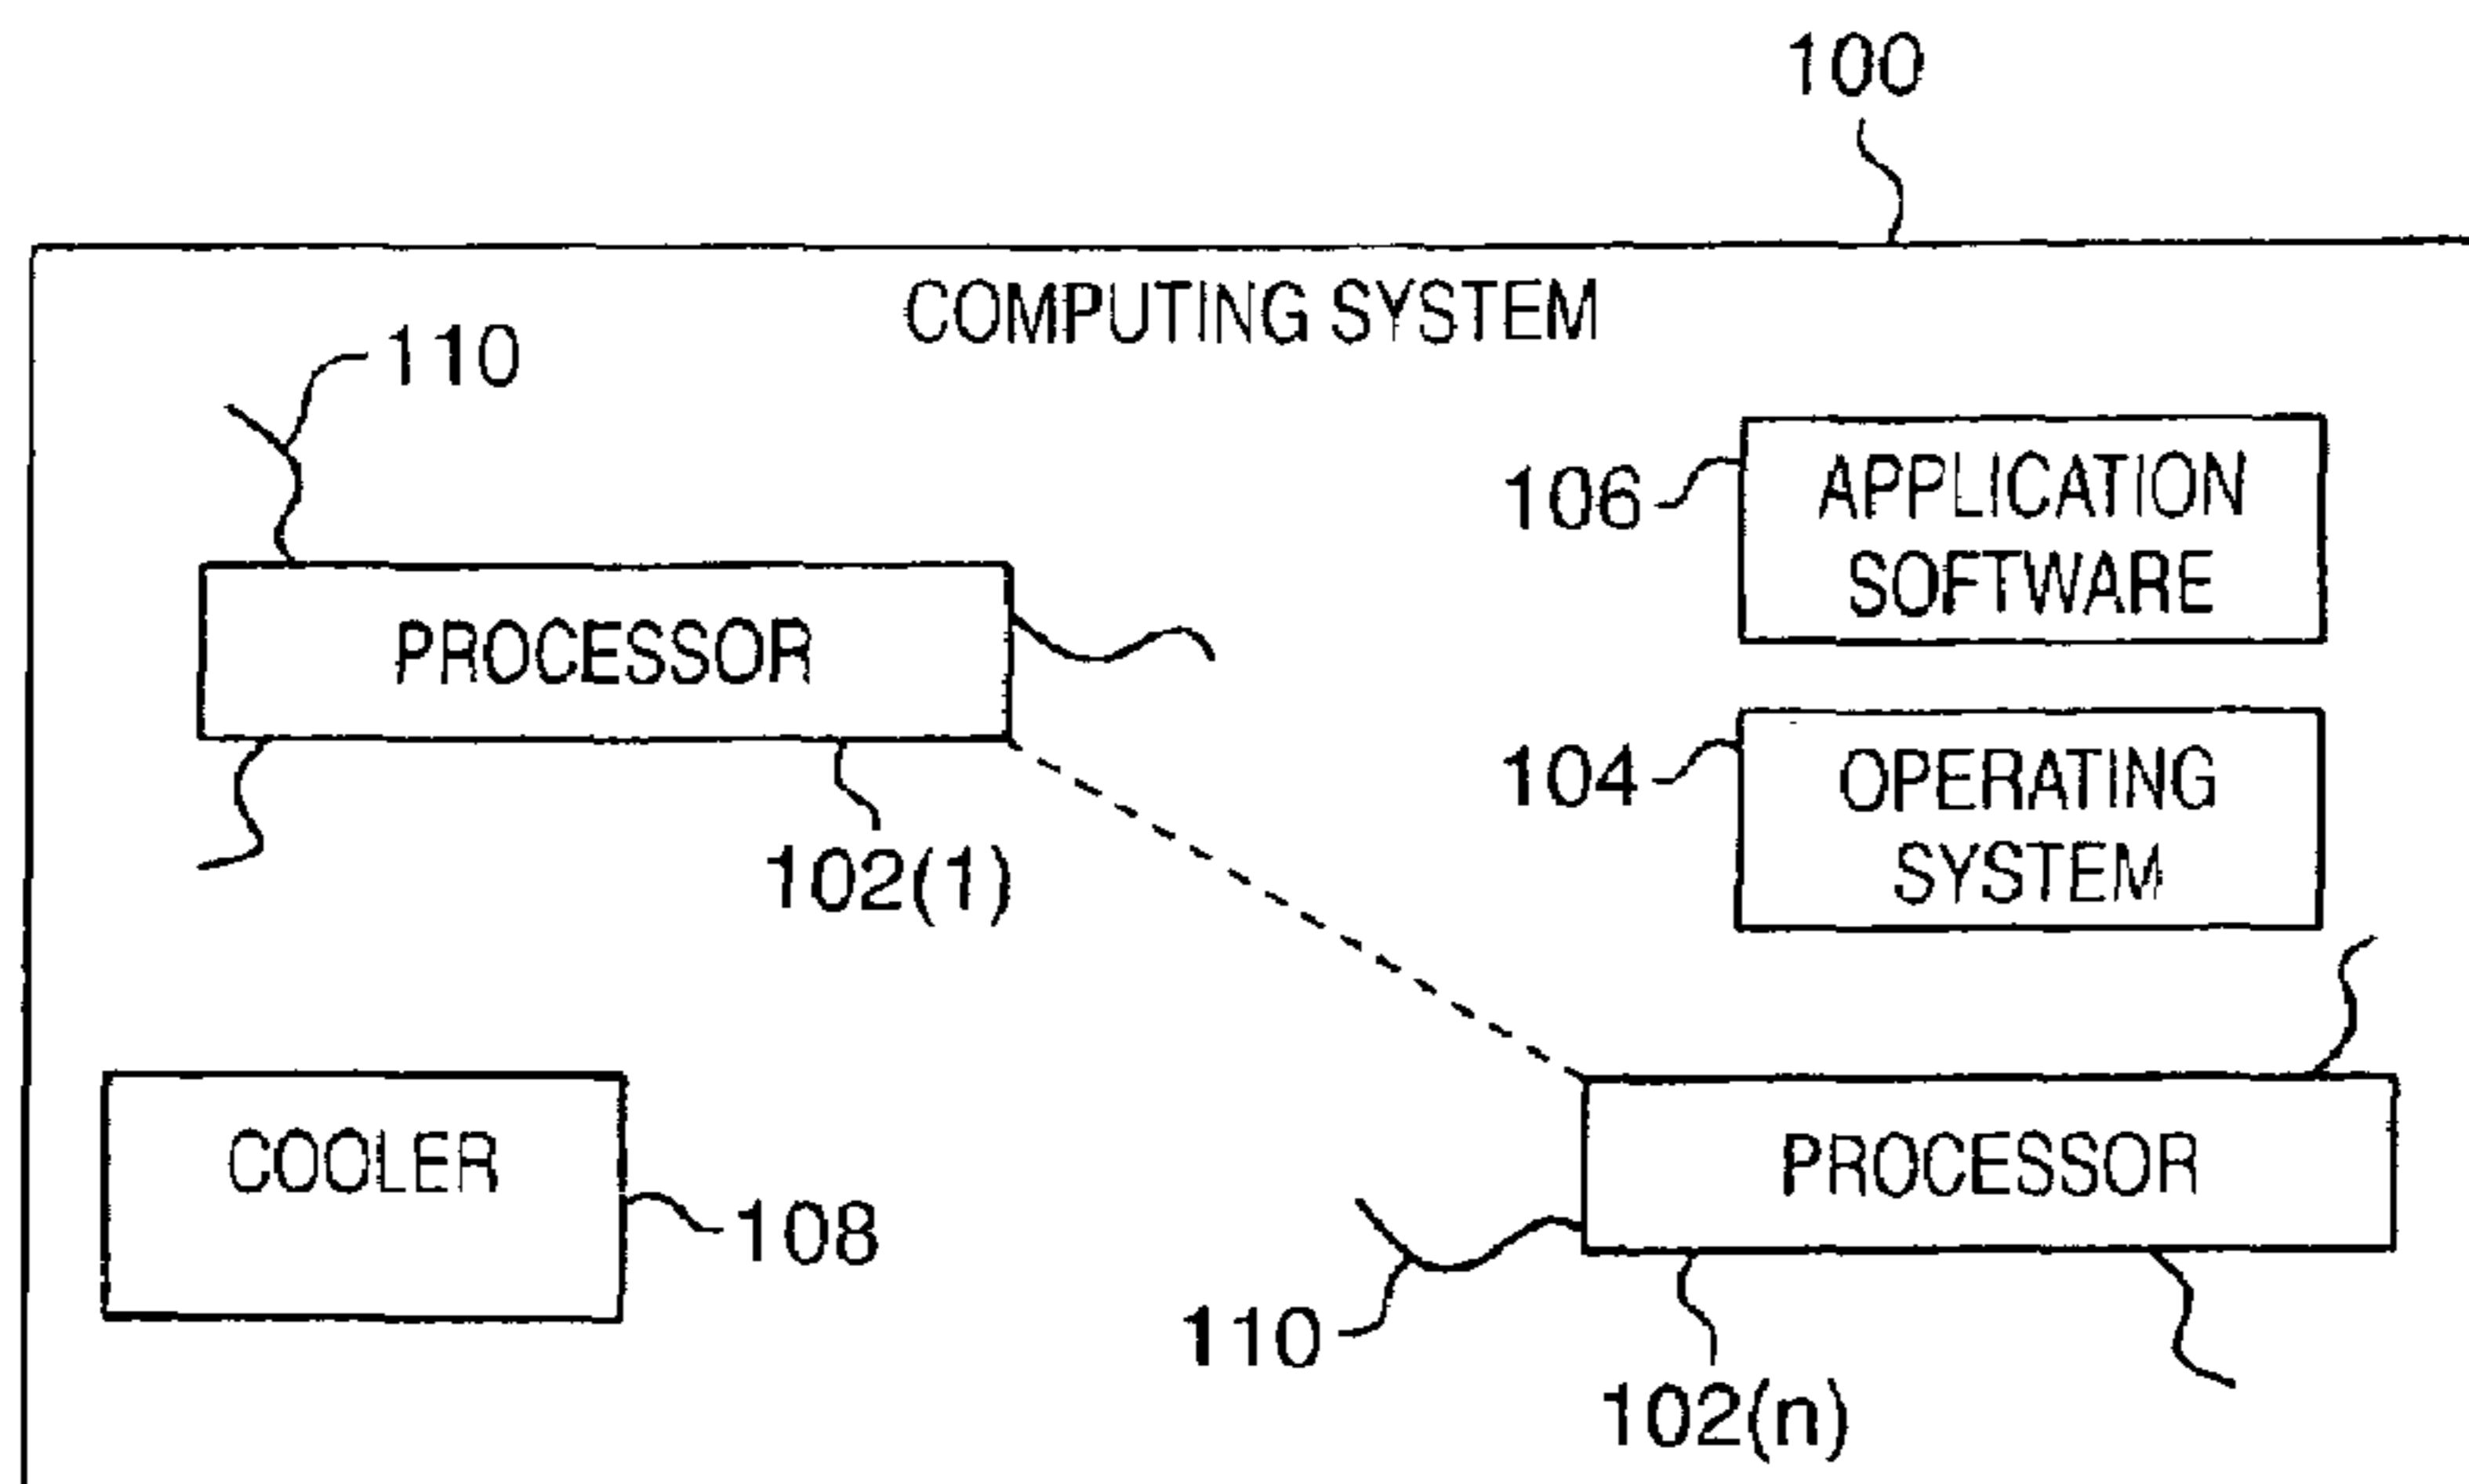 100
COMPUTING SYSTEM
110
106
APPLICATION
SOFTWARE
PROCESSOR
104
OPERATING
SYSTEM
102(1)
COOLER
108
PROCESSOR
110
102(n)